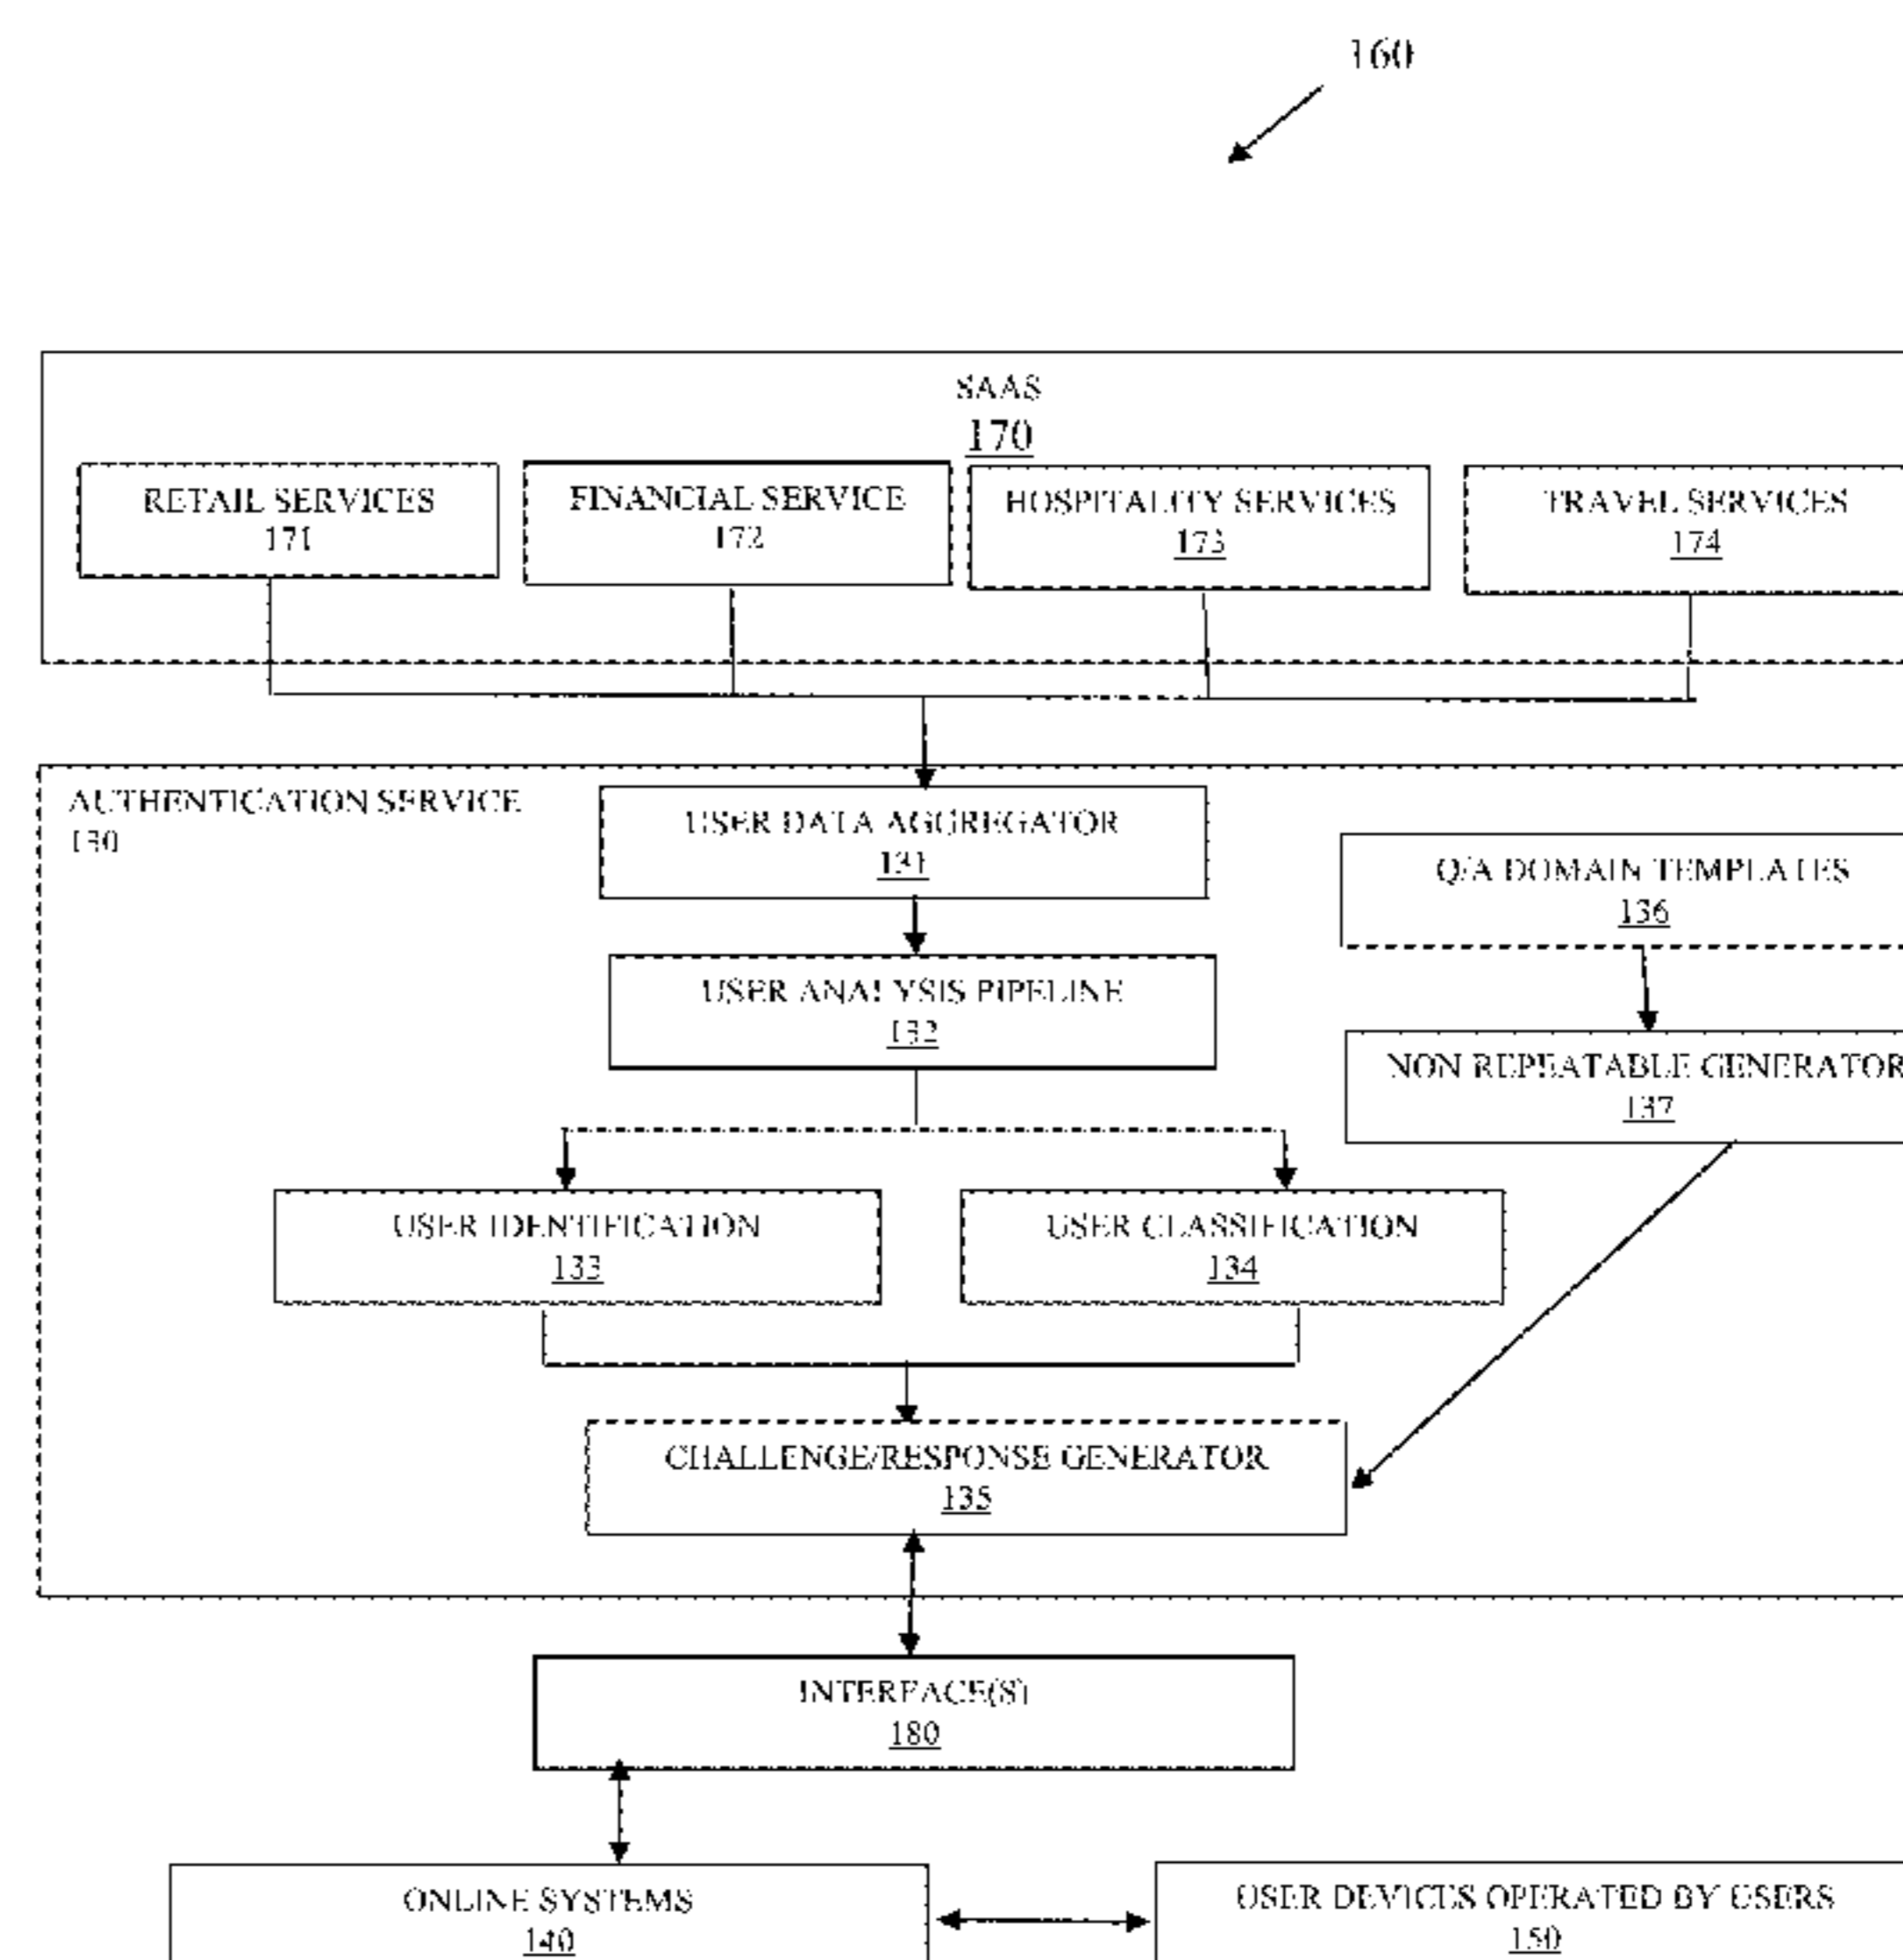 160
SAAS
170
RETAIL SERVICES
171
FINANCIAL SERVICE
172
HOSPITALITY SERVICES
173
TRAVEL SERVICES
174
AUTHENTICATION SERVICE
130
USER DATA AGGREGATOR
131
Q/A DOMAIN TEMPLATES
136
USER ANALYSIS PIPELINE
132
NON REPEATABLE GENERATOR
137
USER IDENTIFICATION
133
USER CLASSIFICATION
134
CHALLENGE/RESPONSE GENERATOR
135
INTERFACE(S)
180
ONLINE SYSTEMS
140
USER DEVICES OPERATED BY USERS
150